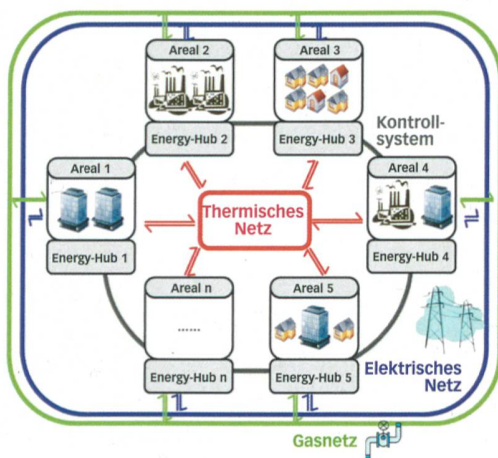 Areal 2
Areal 3
Energy-Hub 2
Energy-Hub 3
Kontroll-
system
Areal 1
Areal 4
Thermisches
Netz
Energy-Hub 1
Energy-Hub 4
Areal n
Areal 5
......
Energy-Hub n
Energy-Hub 5
Elektrisches
Netz
Gasnetz